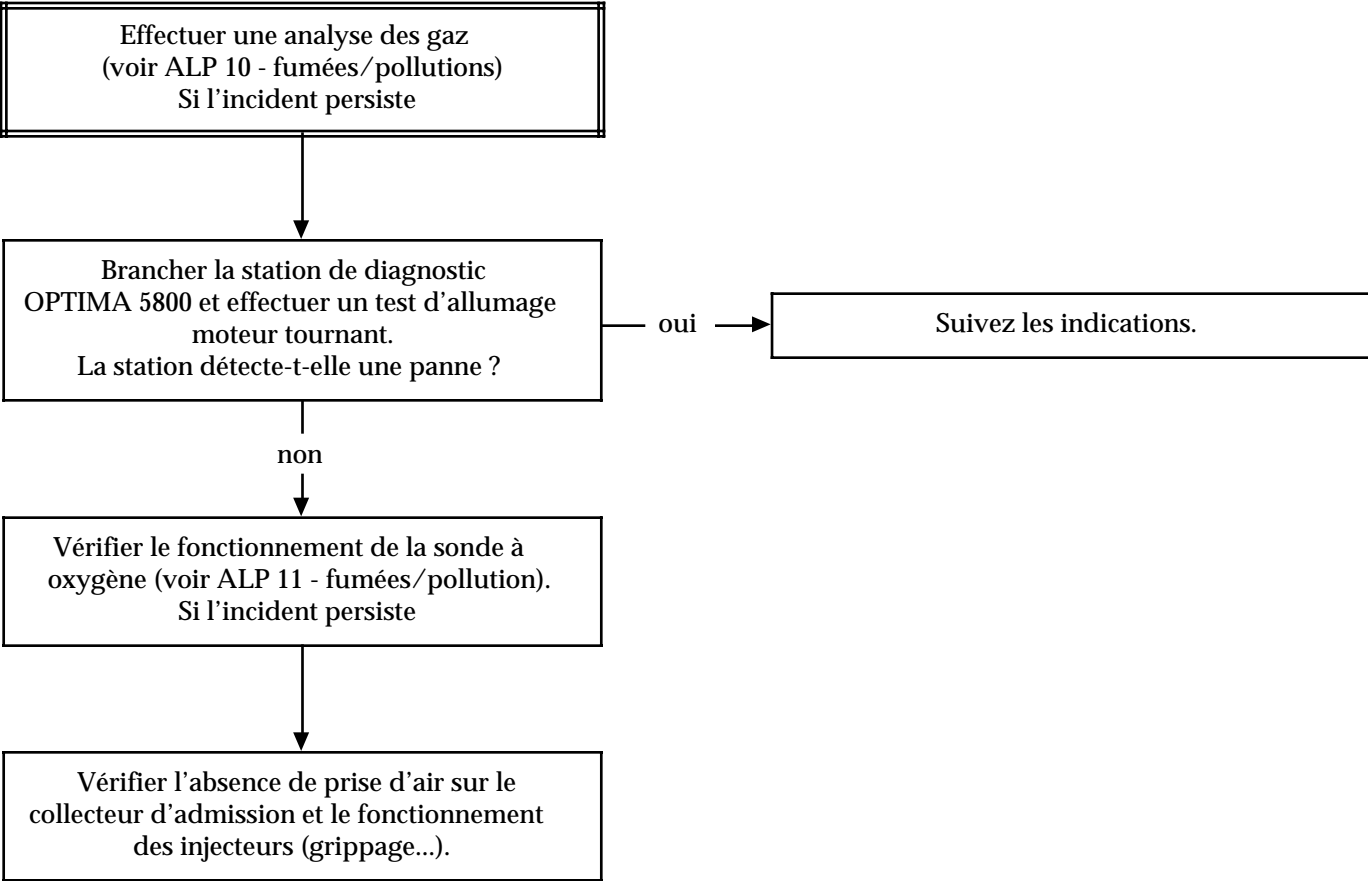 Effectuer une analyse des gaz
(voir ALP 10 - fumées/pollutions)
Si l'incident persiste
Brancher la station de diagnostic
OPTIMA 5800 et effectuer un test d'allumage
moteur tournant.
La station détecte-t-elle une panne ?
oui
Suivez les indications.
non
Vérifier le fonctionnement de la sonde à
oxygène (voir ALP 11 - fumées/pollution).
Si l'incident persiste
Vérifier l'absence de prise d'air sur le
collecteur d'admission et le fonctionnement
des injecteurs (grippage...).